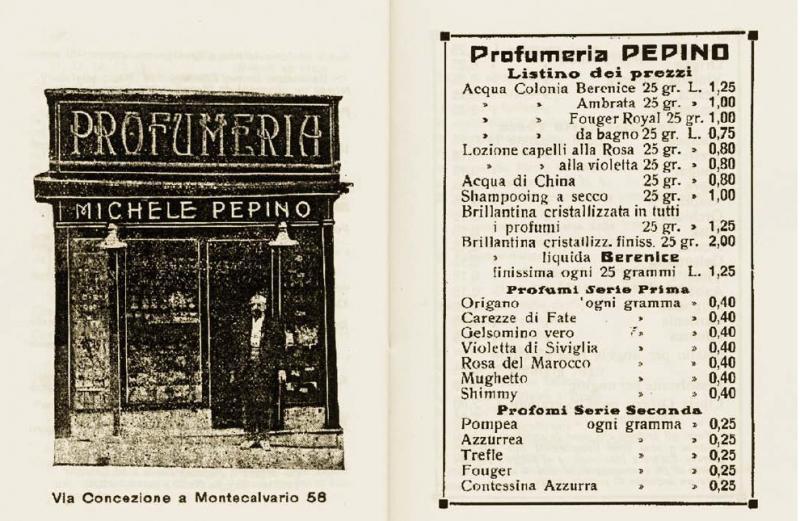 PROFUMERIA
MICHELE PEPINO
Via Concezione a Montecalvario 58
Profumeria PEPINO
Listino dei prezzi
Acqua Colonia Berenice 25 gr. L. 1,25
» » Ambrata 25 gr. » 1,00
» » Fouger Royal 25 gr. 1,00
» » da bagno 25 gr. L. 0,75
Lozione capelli alla Rosa 25 gr. » 0,80
» » alla violetta 25 gr. » 0,80
Acqua di China 25 gr. » 0,80
Shampooing a secco 25 gr. » 1,00
Brillantina cristallizzata in tutti
i profumi 25 gr. » 1,25
Brillantina cristallizz. finiss. 25 gr. 2,00
» liquida Berenice
finissima ogni 25 grammi L. 1,25
Profumi Serie Prima
Origano ogni gramma » 0,40
Carezze di Fate » » 0,40
Gelsomino vero » » 0,40
Violetta di Siviglia » » 0,40
Rosa del Marocco » » 0,40
Mughetto » » 0,40
Shimmy » » 0,40
Profomi Serie Seconda
Pompea ogni gramma » 0,25
Azzurrea » » 0,25
Trefle » » 0,25
Fouger » » 0,25
Contessina Azzurra » » 0,25